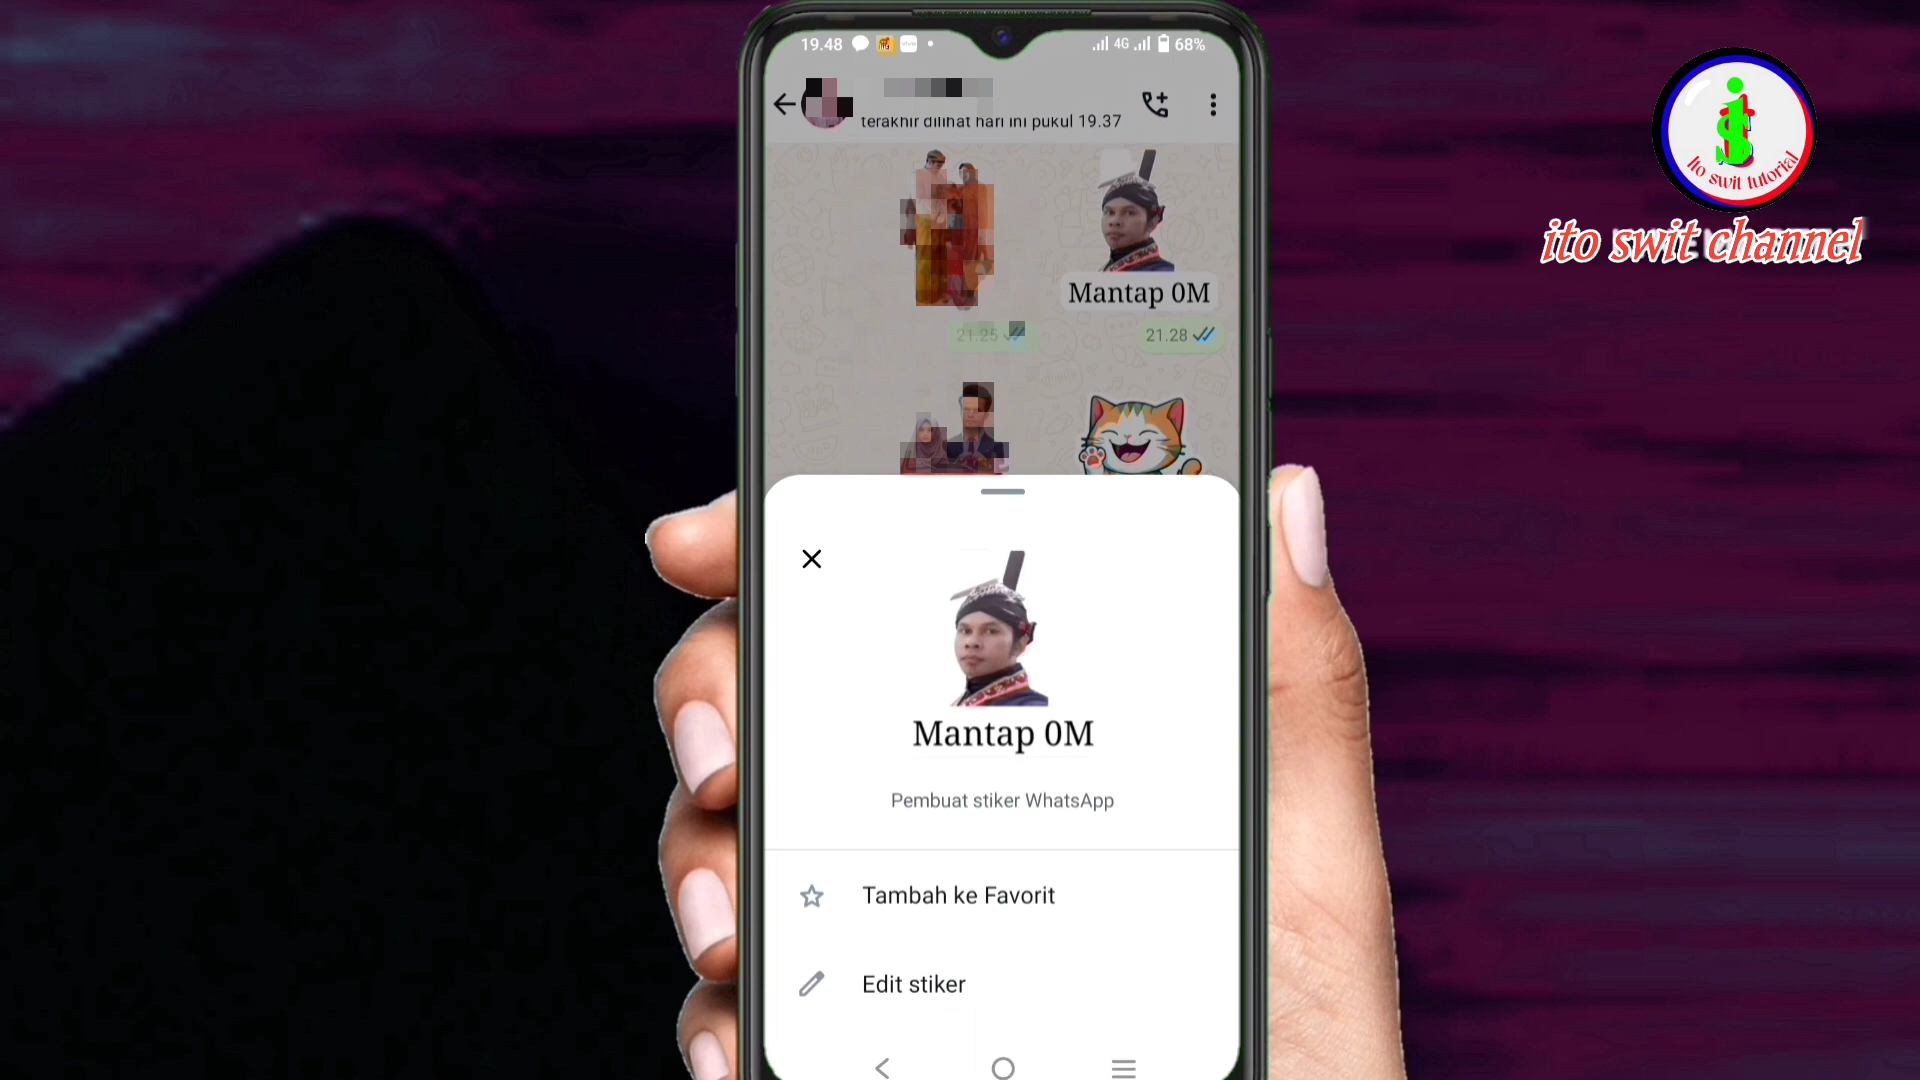 19.48
4G
68%
terakhir dilihat hari ini pukul 19.37
Mantap 0M
21.25
21.28
Mantap 0M
Pembuat stiker WhatsApp
Tambah ke Favorit
Edit stiker
ist
ito swit tutorial
ito swit channel